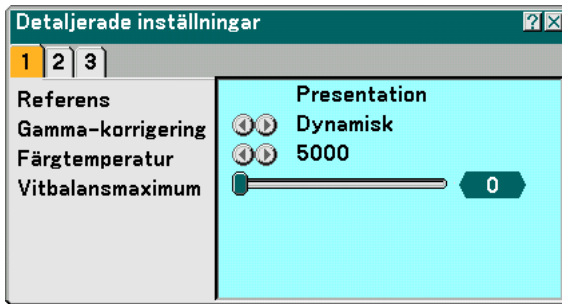 Detaljerade inställningar ? X
1 2 3
Referens Presentation
Gamma-korrigering Dynamisk
Färgtemperatur 5000
Vitbalansmaximum 0